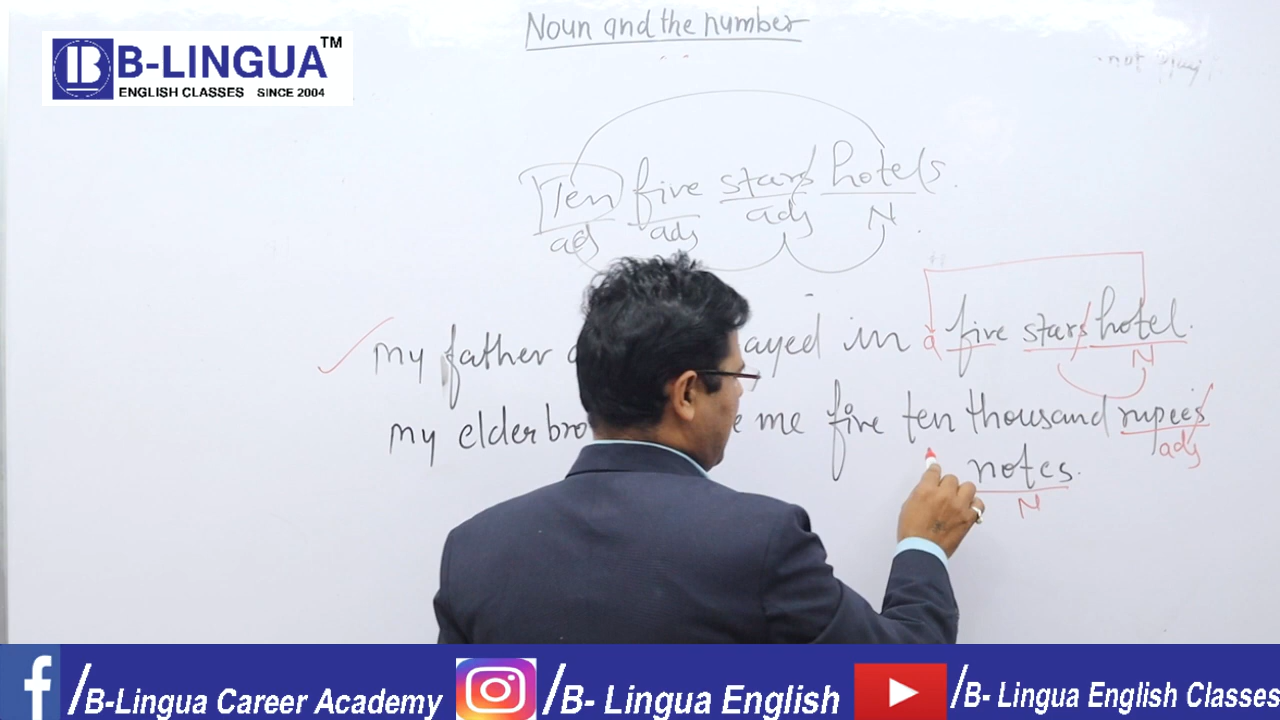 Noun and the number
B-LINGUA™
ENGLISH CLASSES SINCE 2004
not
Ten five stars hotels.
adj adj N
my father ayed in a five stars hotel.
N
my elder bro me five ten thousand rupees
adj
notes.
N
/B-Lingua Career Academy
/B- Lingua English
/B- Lingua English Classes